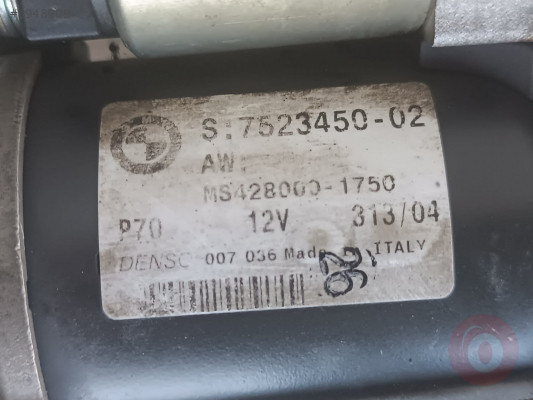 S:7523450-02
AW:
MS428000-1750
P70 12V 313/04
DENSO 007 036 Made ITALY